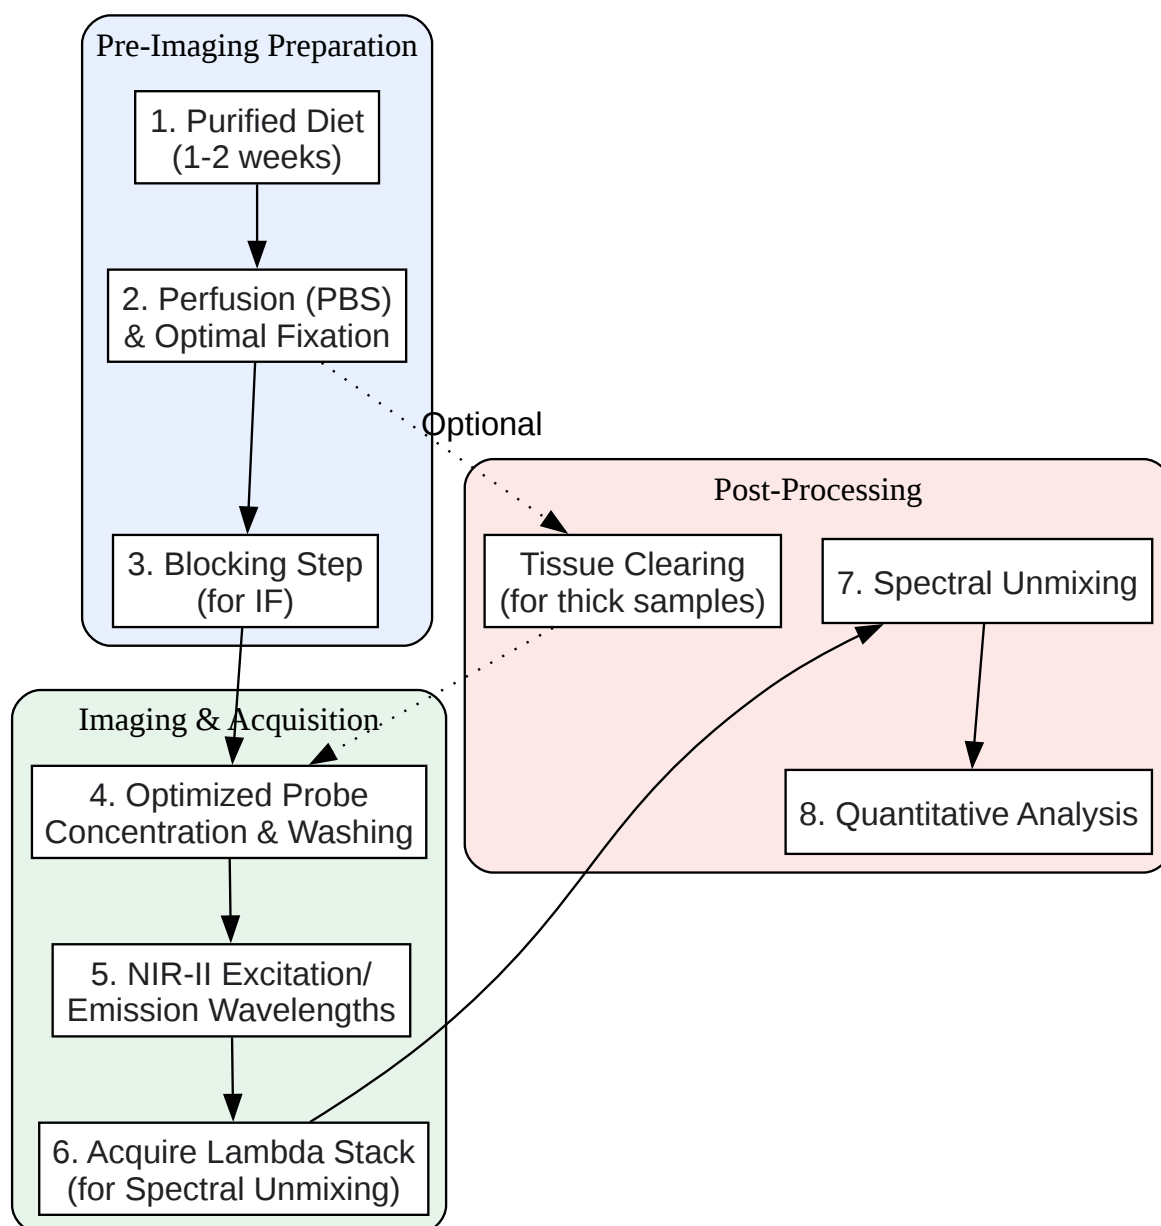 Pre-Imaging Preparation
1. Purified Diet
(1-2 weeks)
2. Perfusion (PBS)
& Optimal Fixation
Optional
3. Blocking Step
(for IF)
Post-Processing
Tissue Clearing
(for thick samples)
7. Spectral Unmixing
8. Quantitative Analysis
Imaging & Acquisition
4. Optimized Probe
Concentration & Washing
5. NIR-II Excitation/
Emission Wavelengths
6. Acquire Lambda Stack
(for Spectral Unmixing)